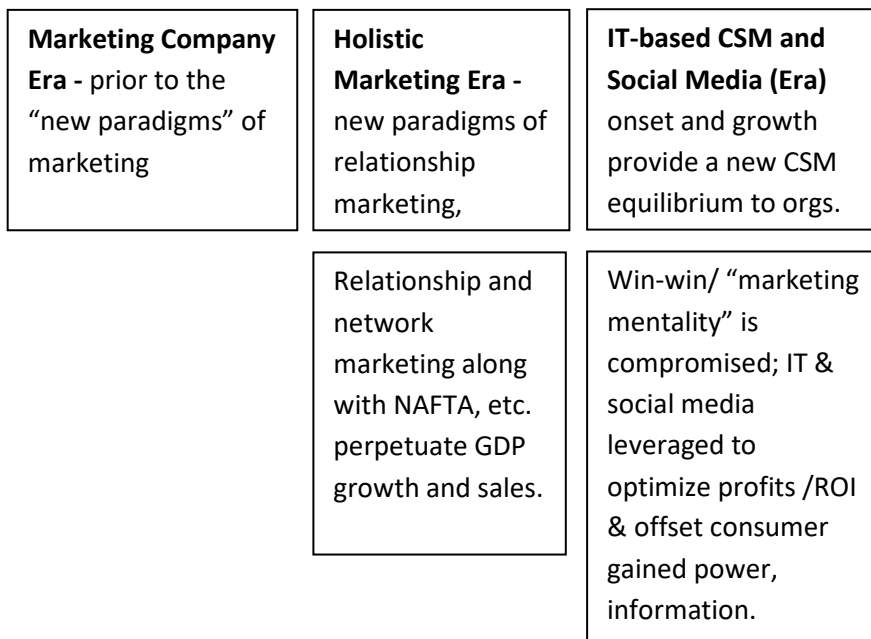 Marketing Company
Era - prior to the
“new paradigms” of
marketing
Holistic
Marketing Era -
new paradigms of
relationship
marketing,
IT-based CSM and
Social Media (Era)
onset and growth
provide a new CSM
equilibrium to orgs.
Relationship and
network
marketing along
with NAFTA, etc.
perpetuate GDP
growth and sales.
Win-win/ “marketing
mentality” is
compromised; IT &
social media
leveraged to
optimize profits /ROI
& offset consumer
gained power,
information.